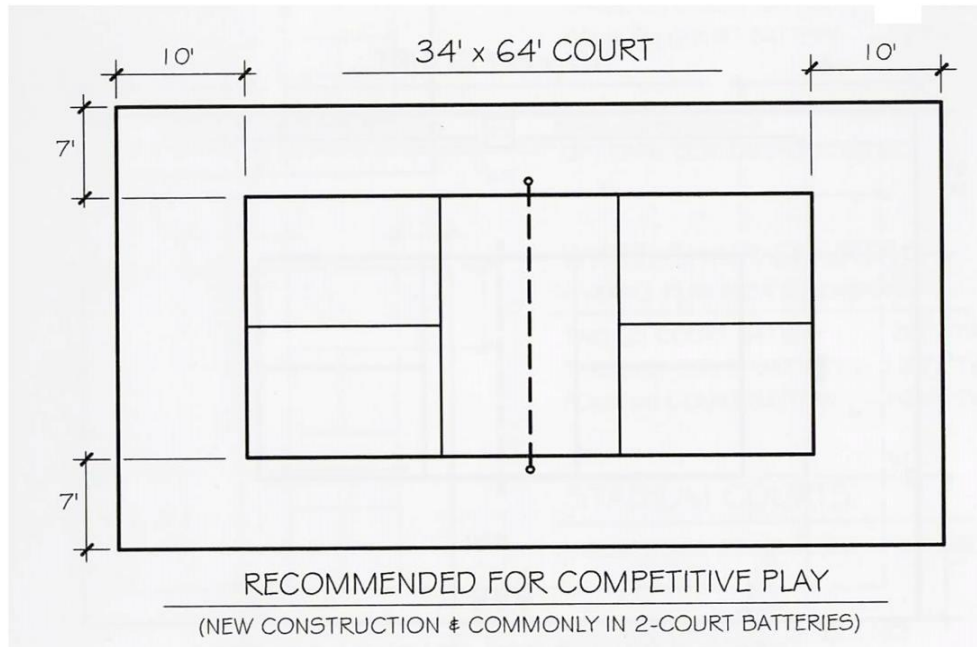 34' x 64' COURT
10'
10'
7'
7'
RECOMMENDED FOR COMPETITIVE PLAY
(NEW CONSTRUCTION & COMMONLY IN 2-COURT BATTERIES)